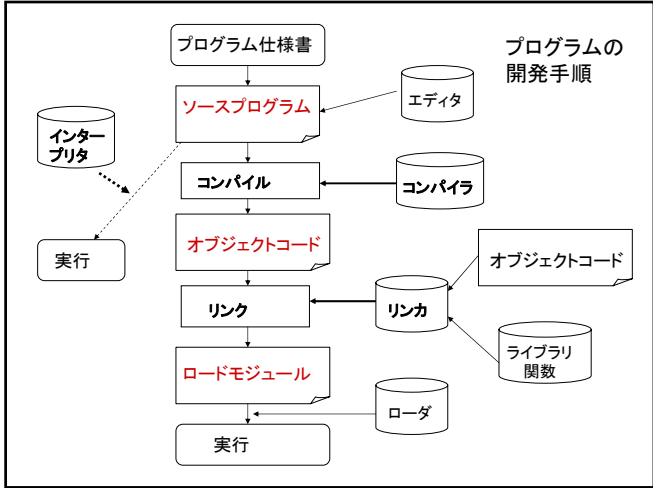 プログラム仕様書
プログラムの
開発手順
ソースプログラム
エディタ
インター
プリタ
コンパイル
コンパイラ
オブジェクトコード
実行
オブジェクトコード
リンク
リンカ
ライブラリ
関数
ロードモジュール
ローダ
実行